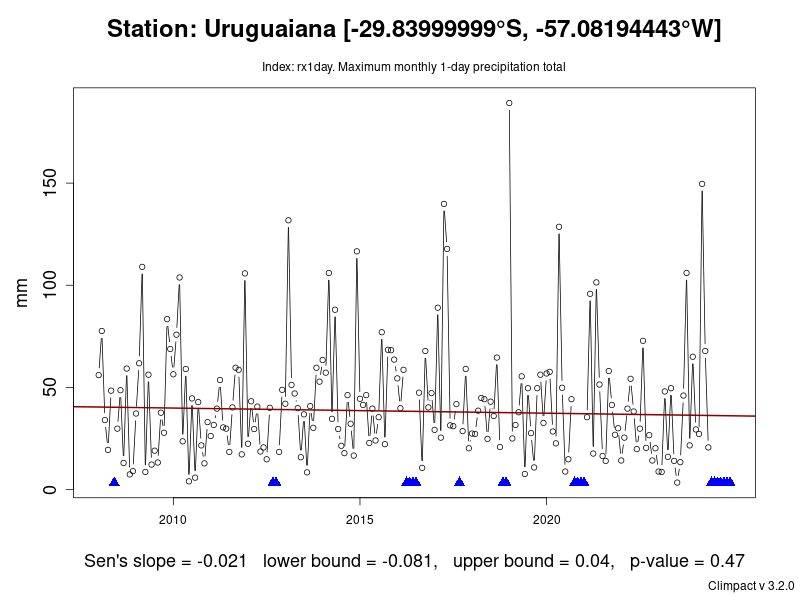 Station: Uruguaiana [-29.83999999°S, -57.08194443°W]
Index: rx1day. Maximum monthly 1-day precipitation total
mm
150
100
50
0
2010 2015 2020
Sen's slope = -0.021 lower bound = -0.081, upper bound = 0.04, p-value = 0.47
Climpact v 3.2.0